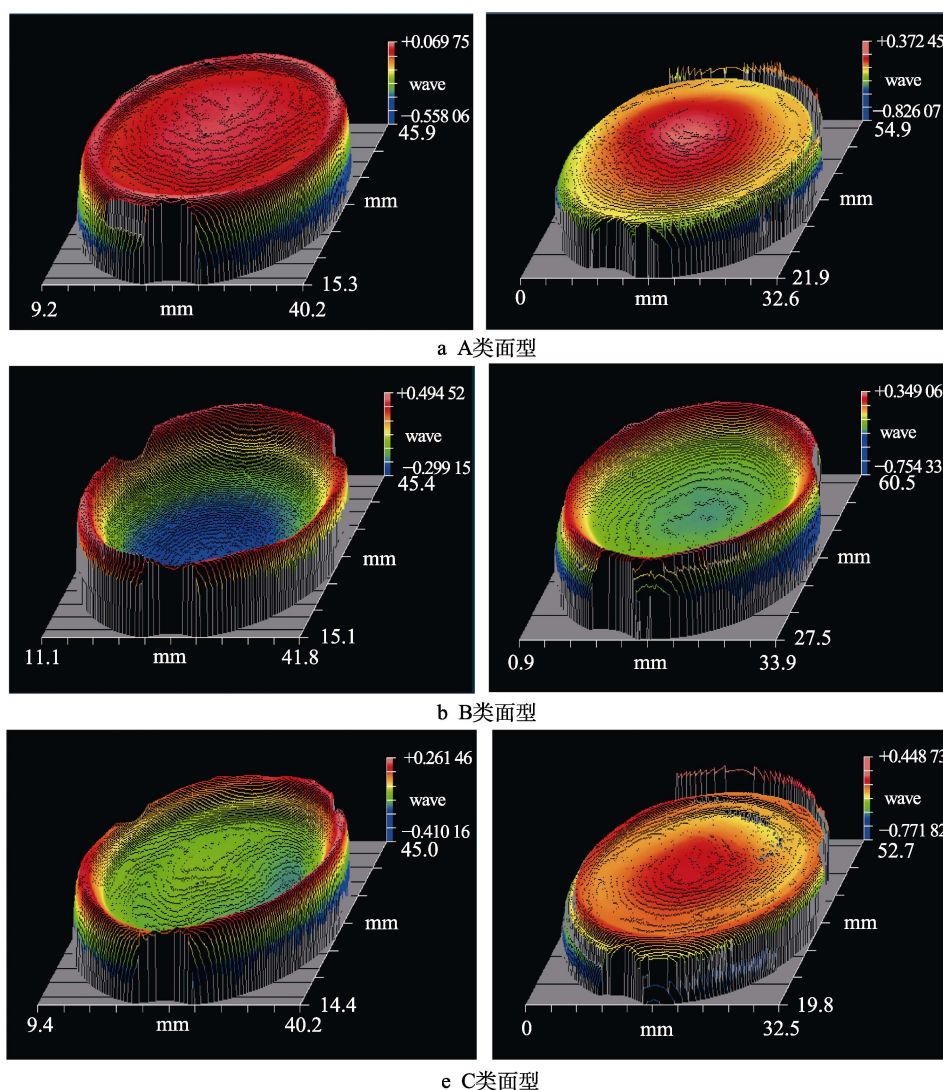 +0.069 75
wave
−0.558 06
45.9
mm
15.3
9.2
mm
40.2
+0.372 45
wave
−0.826 07
54.9
mm
21.9
0
mm
32.6
a A类面型
+0.494 52
wave
−0.299 15
45.4
mm
15.1
11.1
mm
41.8
+0.349 06
wave
−0.754 33
60.5
mm
27.5
0.9
mm
33.9
b B类面型
+0.261 46
wave
−0.410 16
45.0
mm
14.4
9.4
mm
40.2
+0.448 73
wave
−0.771 82
52.7
mm
19.8
0
mm
32.5
e C类面型